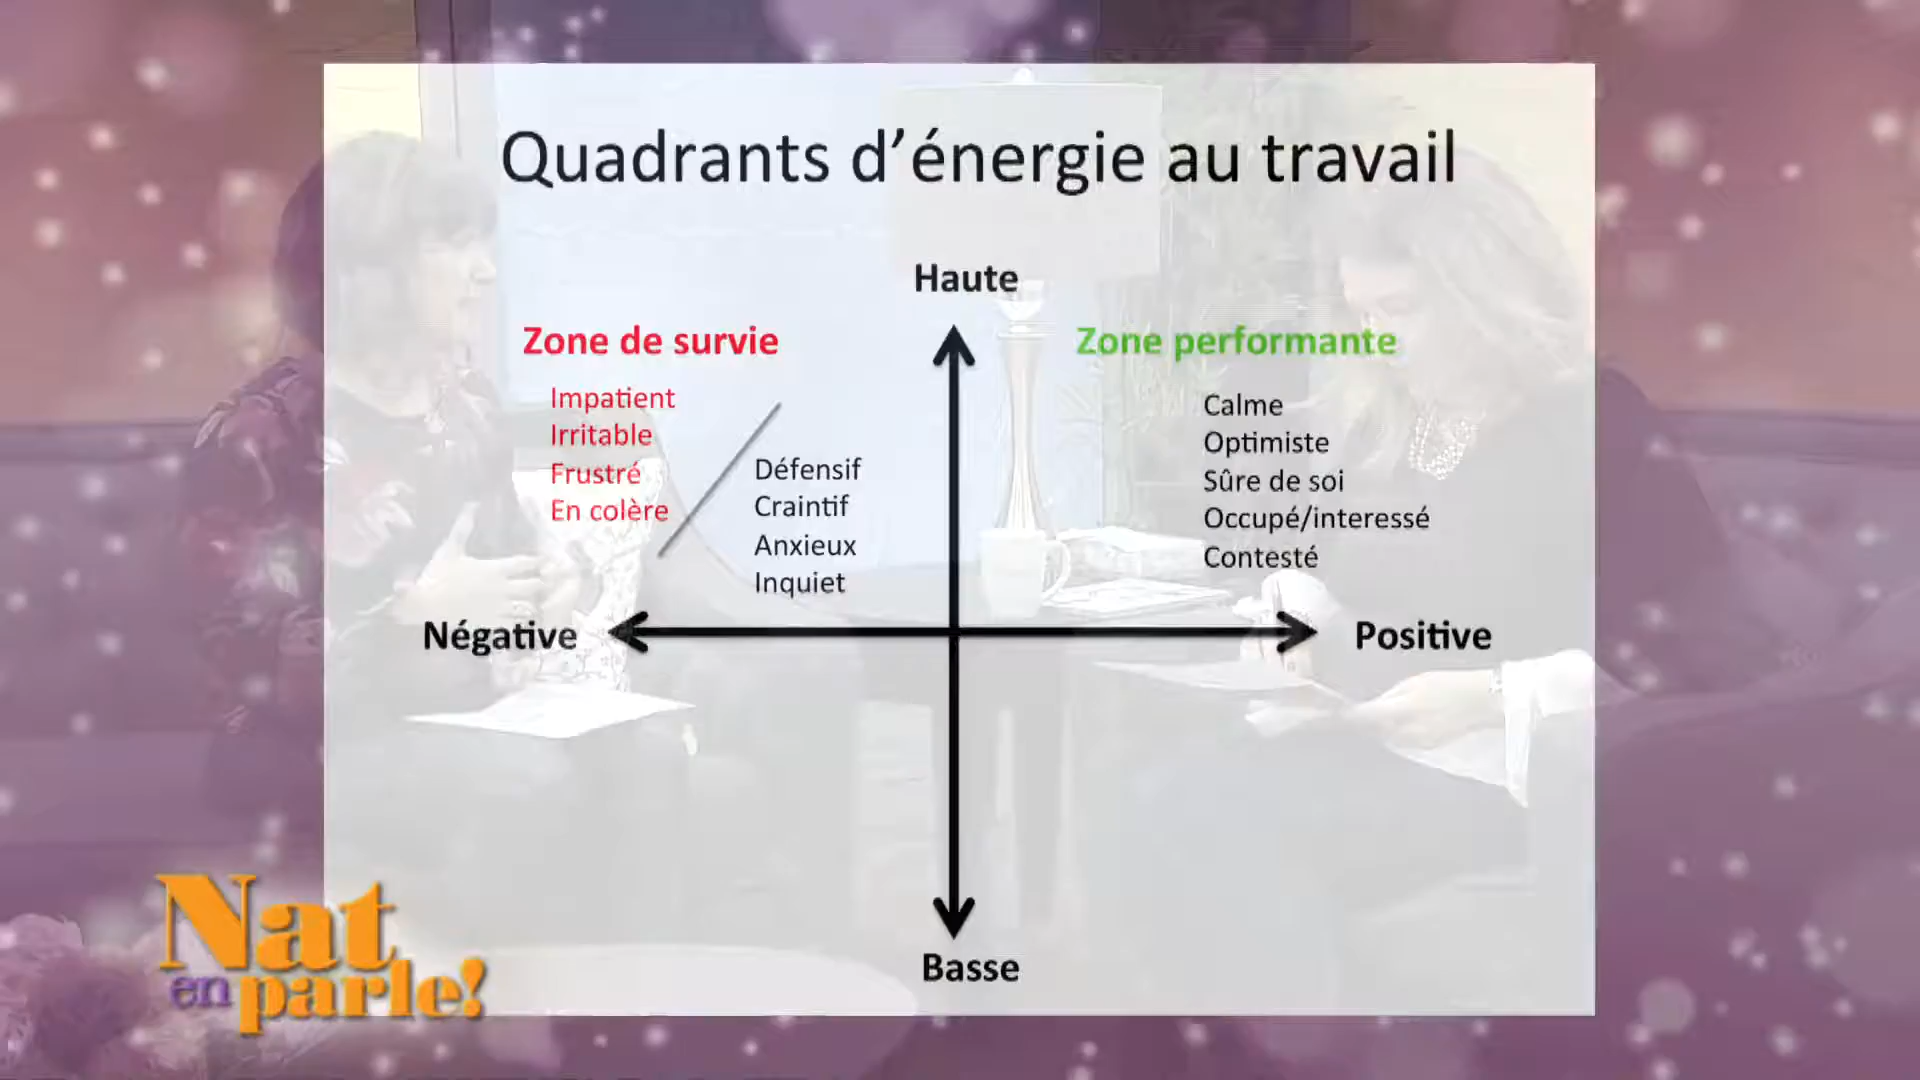 Quadrants d’énergie au travail
Haute
Zone de survie
Impatient
Irritable
Frustré
En colère
Défensif
Craintif
Anxieux
Inquiet
Zone performante
Calme
Optimiste
Sûre de soi
Occupé/interessé
Contesté
Négative
Positive
Basse
Nat
en parle!